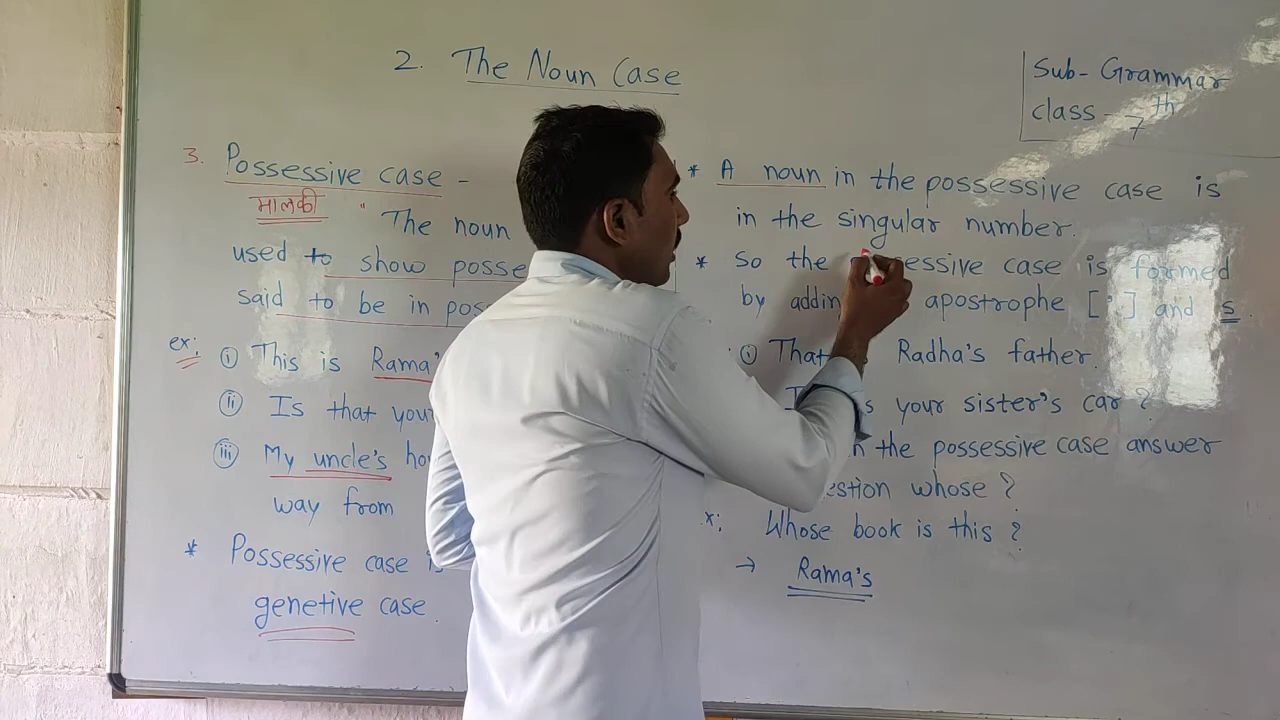 2. The Noun Case
Sub- Grammar
class - 7th
3. Possessive case -
मालकी " The noun
used to show posse
said to be in pos
ex: (i) This is Rama'
(ii) Is that your
(iii) My uncle's ho
way from
* Possessive case is
genetive case.
* A noun in the possessive case is
in the singular number.
* So the essive case is formed
by addin apostrophe ['] and s.
(i) That Radha's father.
s your sister's car ?
n the possessive case answer
estion whose ?
x: Whose book is this ?
→ Rama's